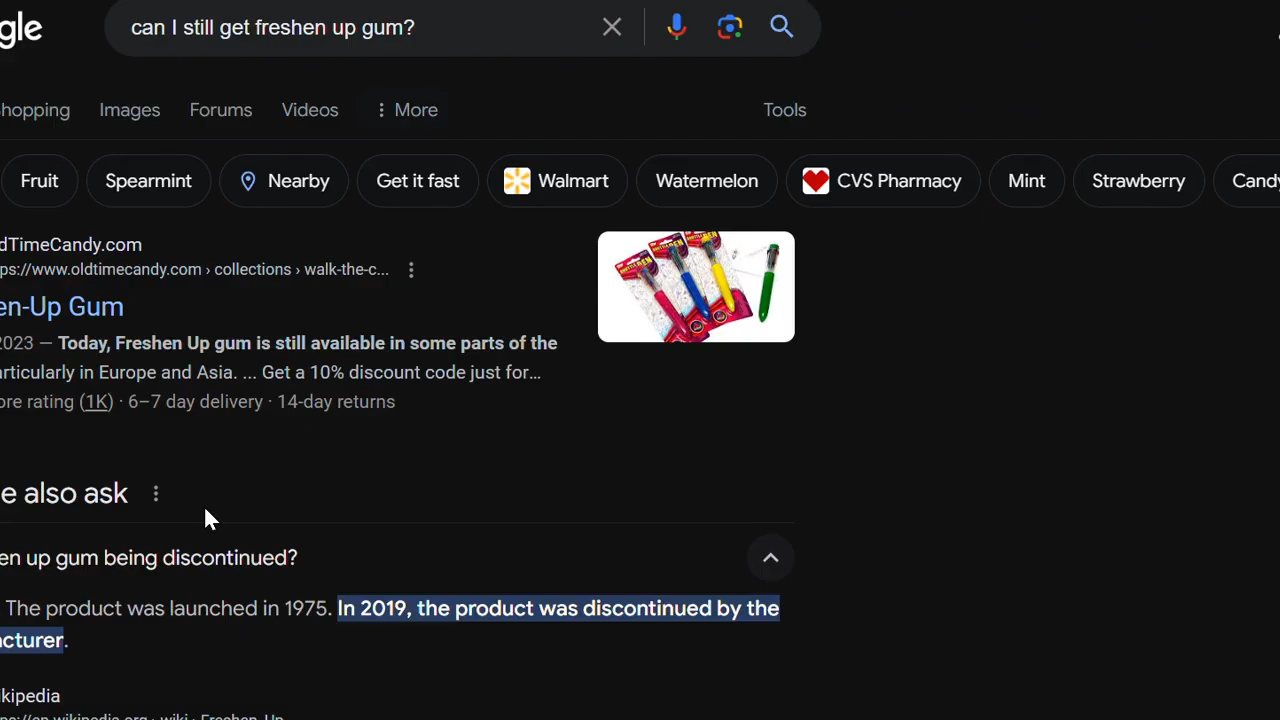 gle
can I still get freshen up gum?
hopping Images Forums Videos More Tools
Fruit Spearmint Nearby Get it fast Walmart Watermelon CVS Pharmacy Mint Strawberry Candy
dTimeCandy.com
ps://www.oldtimecandy.com › collections › walk-the-c...
en-Up Gum
2023 — Today, Freshen Up gum is still available in some parts of the
articularly in Europe and Asia. ... Get a 10% discount code just for...
ore rating (1K) · 6–7 day delivery · 14-day returns
e also ask
en up gum being discontinued?
The product was launched in 1975. In 2019, the product was discontinued by the
acturer.
kipedia